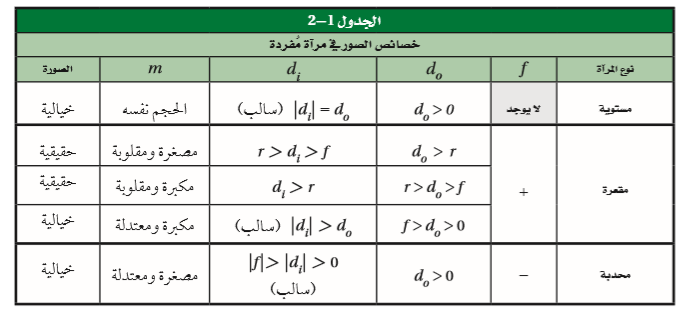 الجدول 1–2
خصائص الصور في مرآة مُفردة
نوع المرآة f d_o d_i m الصورة
مستوية لا يوجد d_o > 0 |d_i| = d_o (سالب) الحجم نفسه خيالية
مقعرة + d_o > r r > d_i > f مصغرة ومقلوبة حقيقية
r > d_o > f d_i > r مكبرة ومقلوبة حقيقية
f > d_o > 0 |d_i| > d_o (سالب) مكبرة ومعتدلة خيالية
محدبة – d_o > 0 |f| > |d_i| > 0 (سالب) مصغرة ومعتدلة خيالية